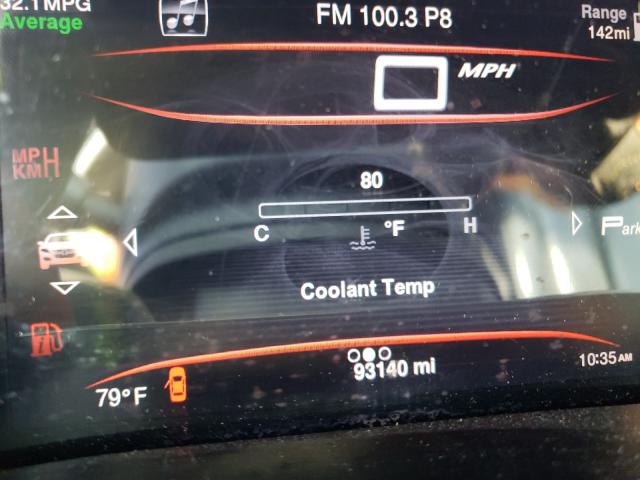 32.1MPG
Average
FM 100.3 P8
Range
142mi
0 MPH
MPH
KM
80
C °F H
Park
Coolant Temp
93140 mi
79°F
10:35AM